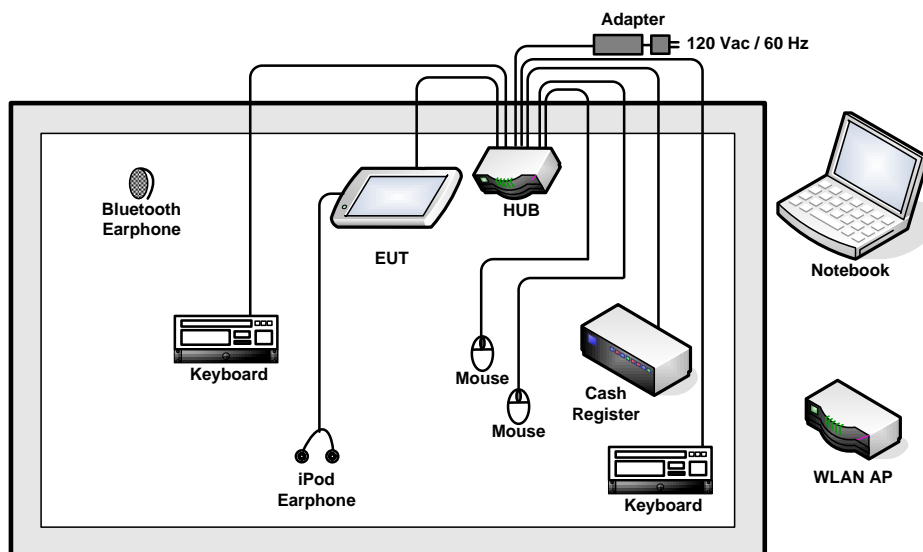 Adapter
120 Vac / 60 Hz
Bluetooth
Earphone
HUB
EUT
Notebook
Keyboard
Mouse
Cash
Register
Mouse
iPod
Earphone
Keyboard
WLAN AP